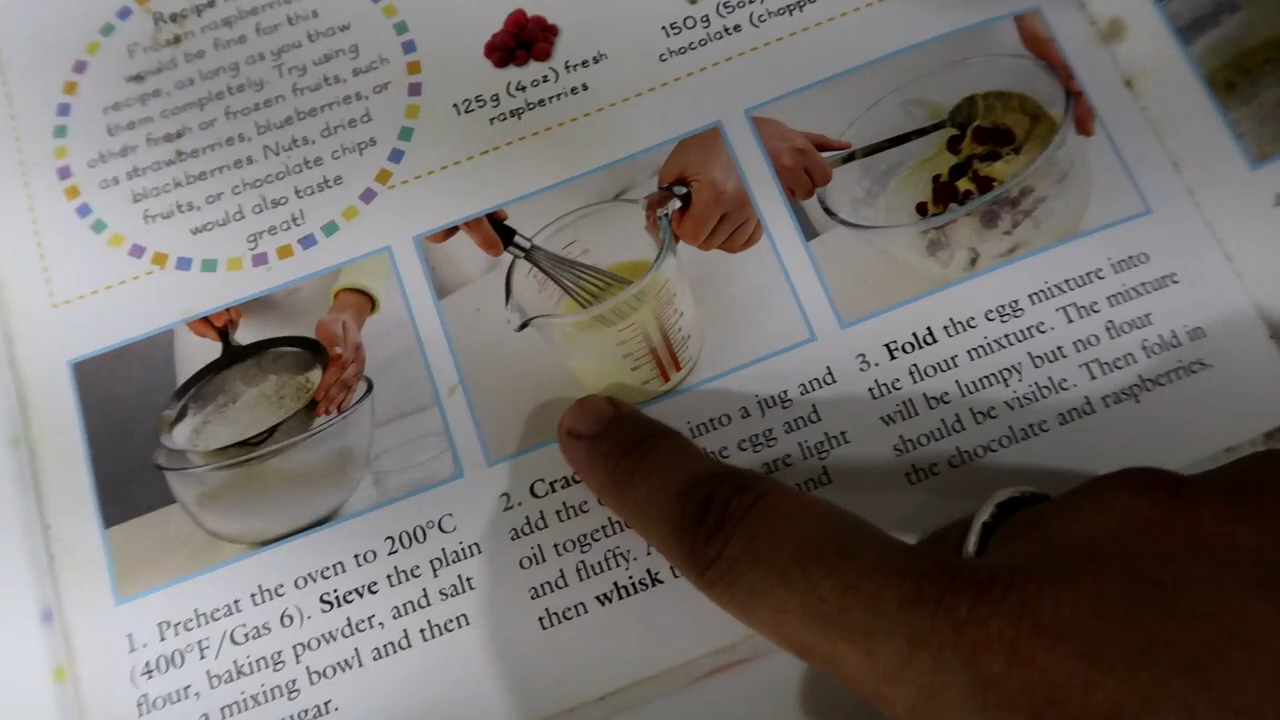 Recipe
Frozen raspberries
would be fine for this
recipe, as long as you thaw
them completely. Try using
other fresh or frozen fruits, such
as strawberries, blueberries, or
blackberries. Nuts, dried
fruits, or chocolate chips
would also taste
great!
125g (4oz) fresh
raspberries
150g (5oz)
chocolate (chopped
1. Preheat the oven to 200°C
(400°F/Gas 6). Sieve the plain
flour, baking powder, and salt
a mixing bowl and then
2. Crac into a jug and
add the egg and
oil together are light
and fluffy. and
then whisk
3. Fold the egg mixture into
the flour mixture. The mixture
will be lumpy but no flour
should be visible. Then fold in
the chocolate and raspberries.